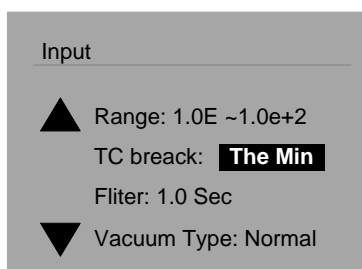 Input
Range: 1.0E ~1.0e+2
TC breack: The Min
Fliter: 1.0 Sec
Vacuum Type: Normal